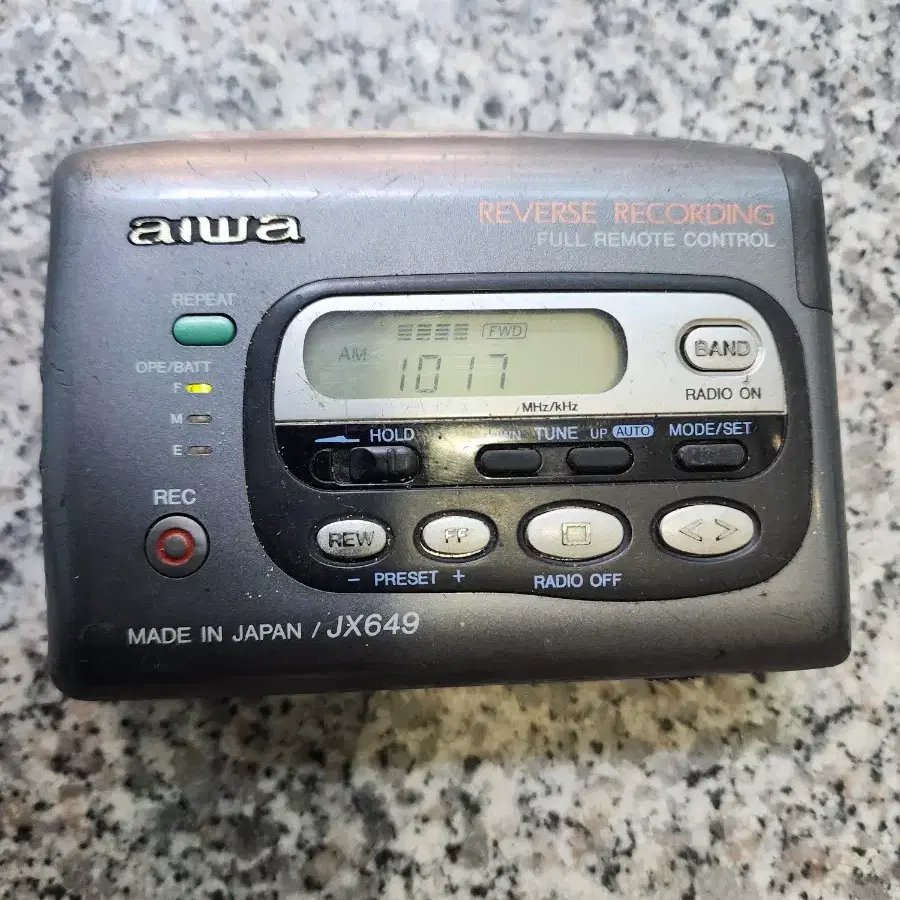 aiwa
REVERSE RECORDING
FULL REMOTE CONTROL
REPEAT
OPE/BATT
F
M
E
FWD
AM
1017
MHz/kHz
BAND
RADIO ON
HOLD
DOWN TUNE UP AUTO
MODE/SET
REC
REW
FF
< >
− PRESET +
RADIO OFF
MADE IN JAPAN / JX649